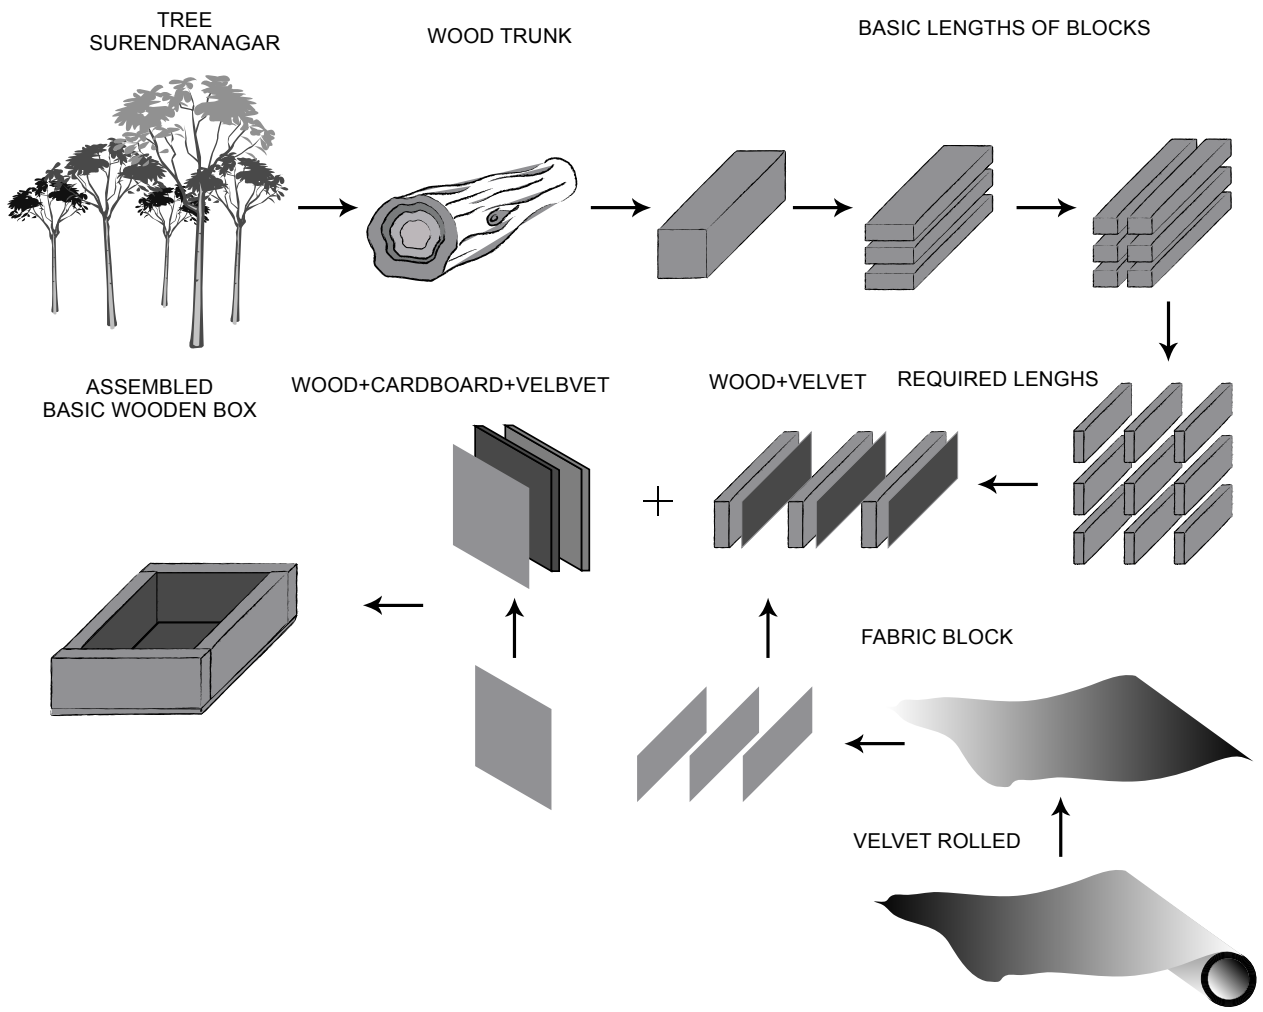 TREE
SURENDRANAGAR
WOOD TRUNK
BASIC LENGTHS OF BLOCKS
ASSEMBLED
BASIC WOODEN BOX
WOOD+CARDBOARD+VELBVET
WOOD+VELVET
REQUIRED LENGHS
FABRIC BLOCK
VELVET ROLLED